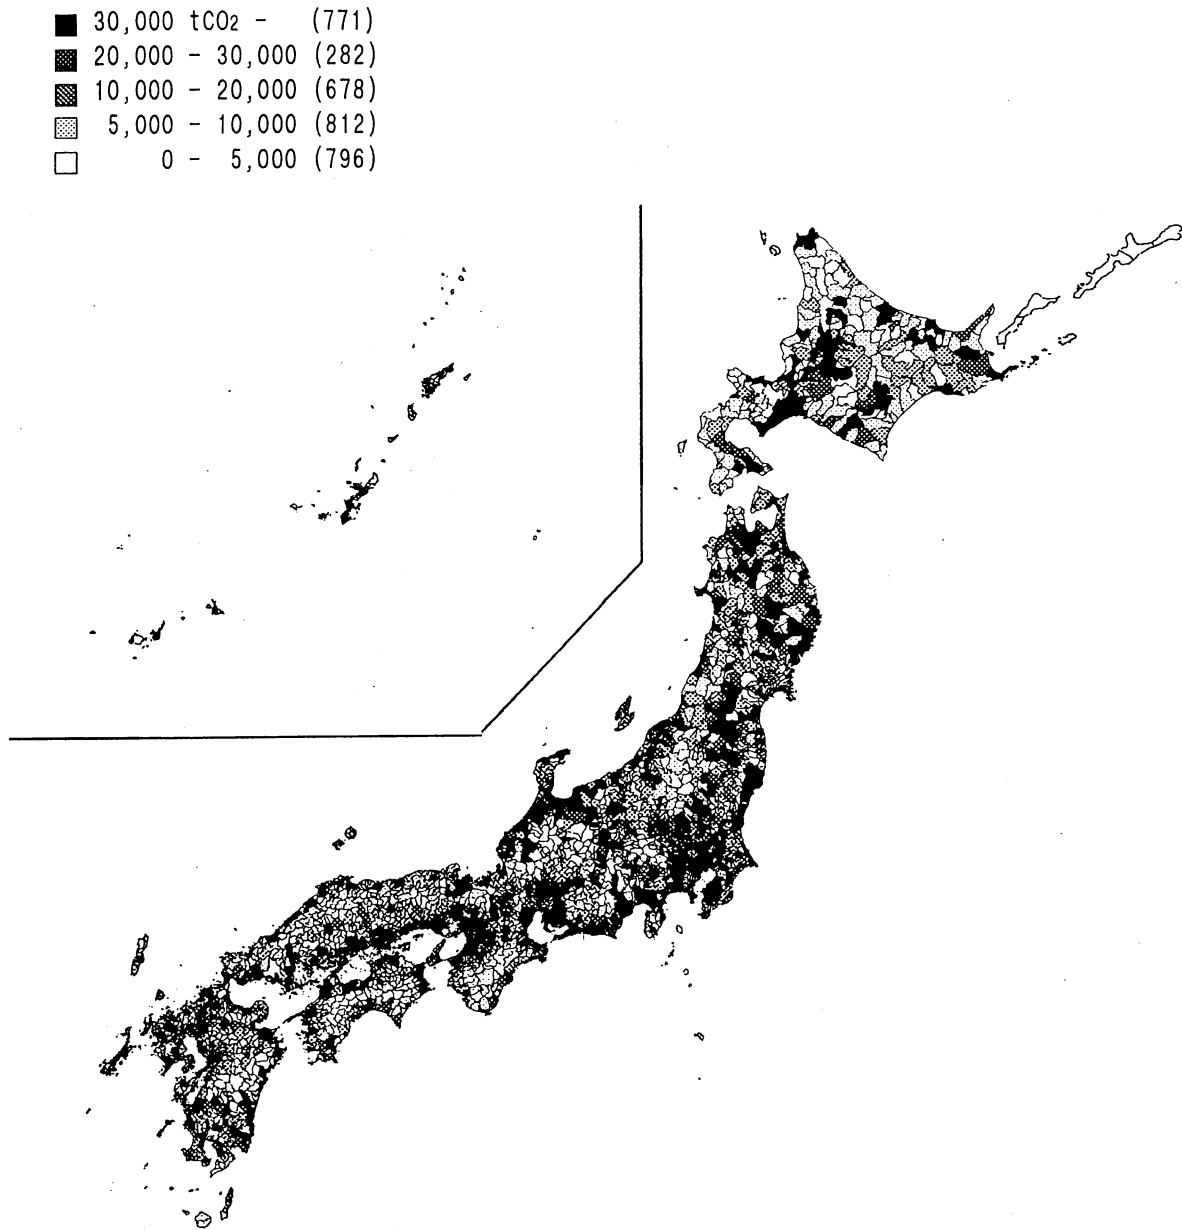 30,000 tCO2 - (771)
20,000 - 30,000 (282)
10,000 - 20,000 (678)
5,000 - 10,000 (812)
0 - 5,000 (796)